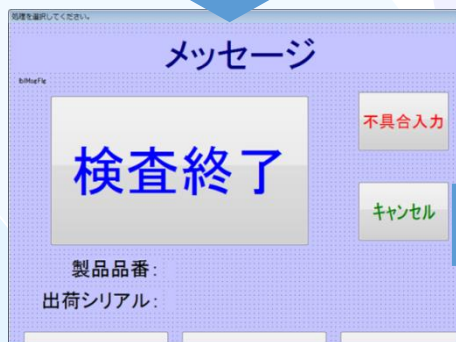 処理を選択してください。
メッセージ
lblMsgFle
検査終了
不具合入力
キャンセル
製品品番:
出荷シリアル: